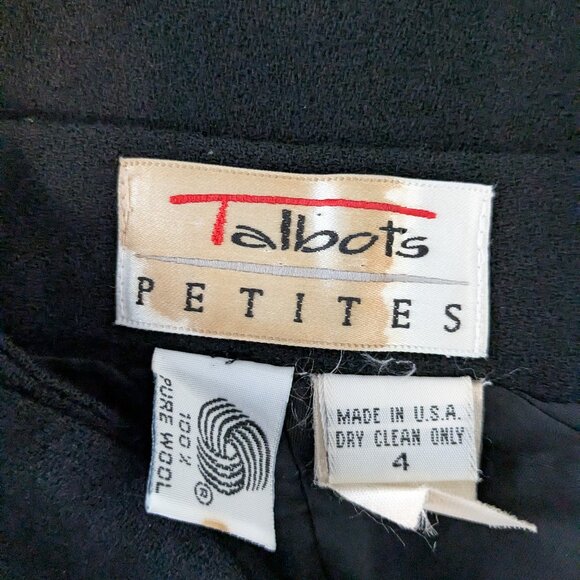 Talbots
PETITES
100%
PURE WOOL
®
MADE IN U.S.A.
DRY CLEAN ONLY
4